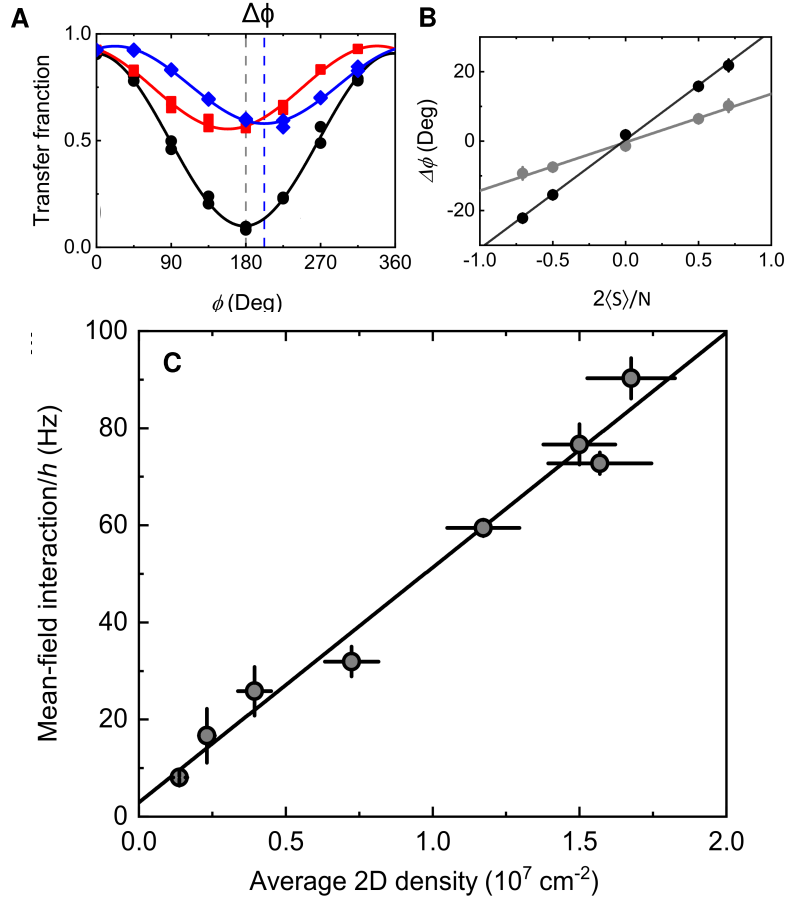 A
Δϕ
Transfer franction
1.0
0.5
0.0
0 90 180 270 360
ϕ (Deg)
B
Δϕ (Deg)
20
0
-20
-1.0 -0.5 0.0 0.5 1.0
2⟨S⟩/N
C
Mean-field interaction/h (Hz)
100
80
60
40
20
0
0.0 0.5 1.0 1.5 2.0
Average 2D density (10⁷ cm⁻²)